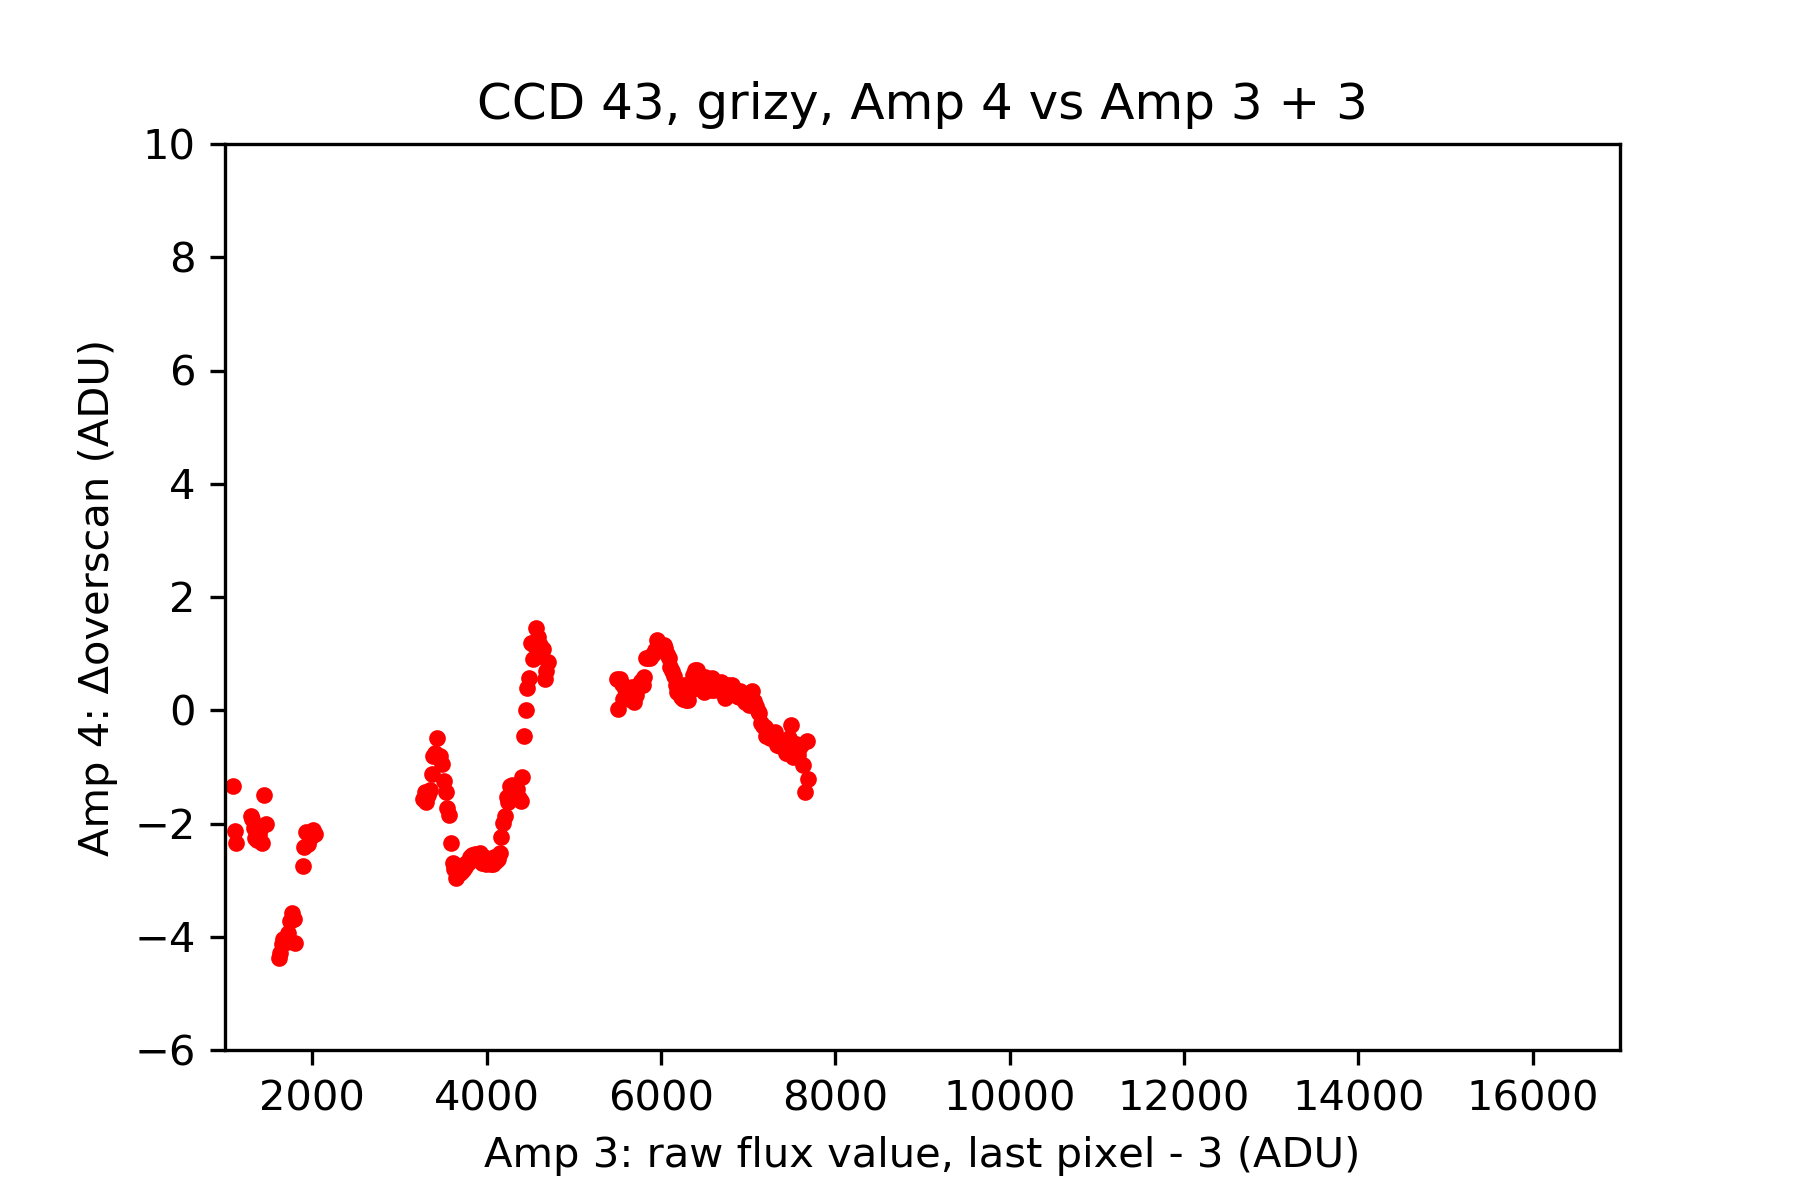 CCD 43, grizy, Amp 4 vs Amp 3 + 3
10
8
6
4
2
0
−2
−4
−6
Amp 4: Δoverscan (ADU)
2000 4000 6000 8000 10000 12000 14000 16000
Amp 3: raw flux value, last pixel - 3 (ADU)